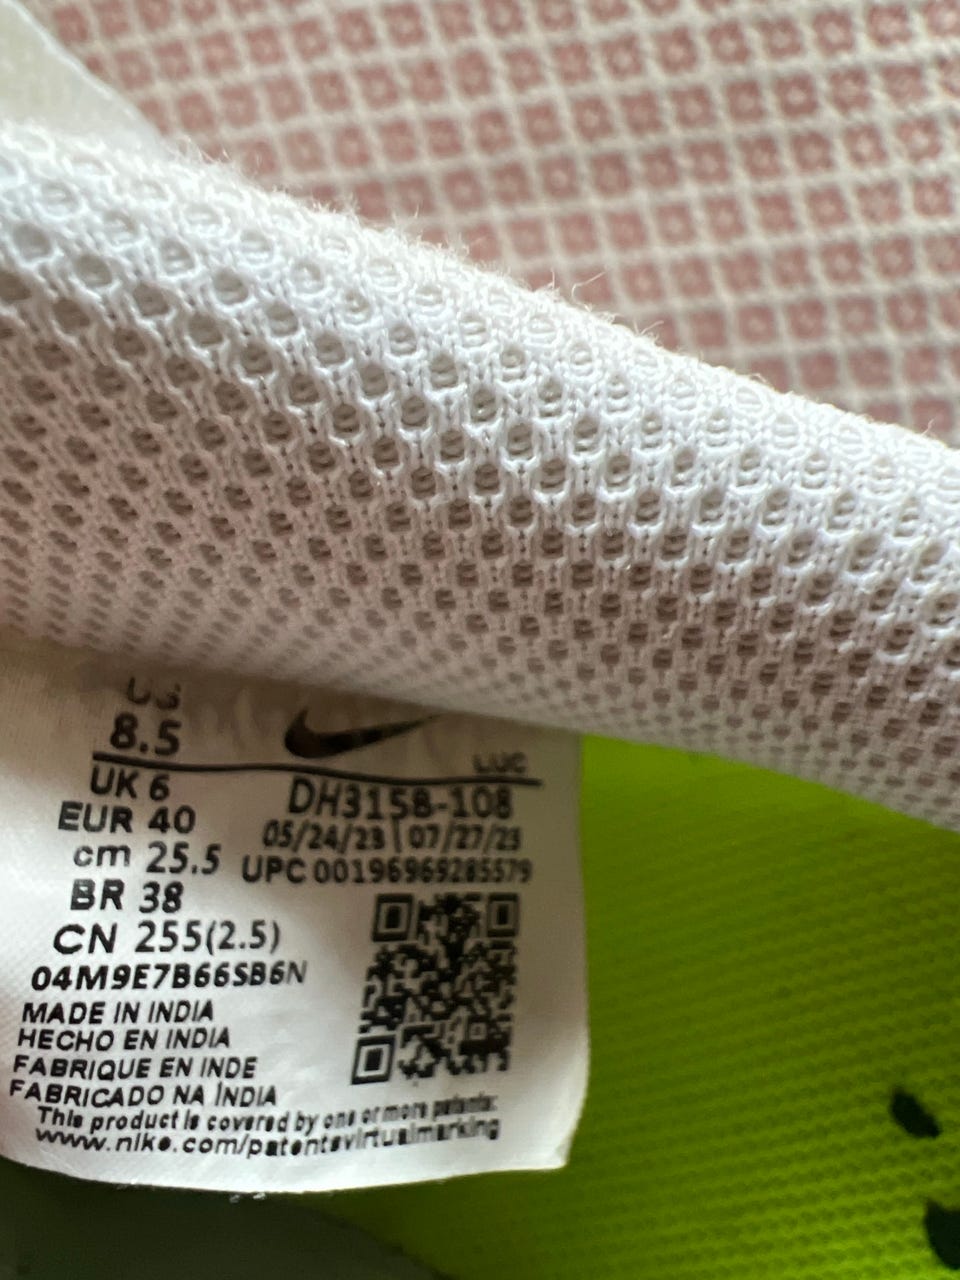 US
8.5
UK 6
EUR 40
cm 25.5
BR 38
CN 255(2.5)
04M9E7B66SB6N
MADE IN INDIA
HECHO EN INDIA
FABRIQUE EN INDE
FABRICADO NA ÍNDIA
This product is covered by one or more patents:
www.nike.com/patentsvirtualmarking
LUC
DH3158-108
05/24/23 07/27/23
UPC 00196969285579